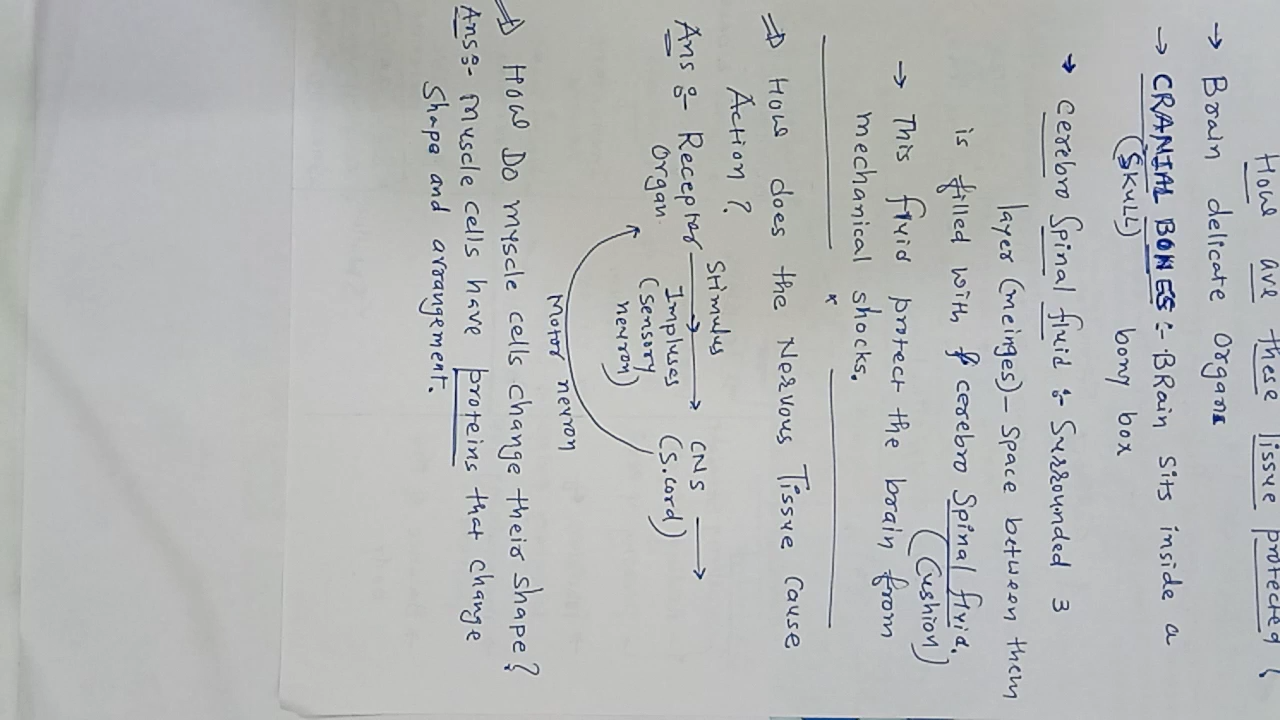 How are these Tissue protected ?
→ Brain delicate Organs
→ CRANIAL BONES :- BRain sits inside a
(SKULL) bony box
→ Cerebro Spinal fluid :- Surrounded 3
layer (meinges) - Space between them
is filled with cerebro Spinal fluid.
(Cushion)
→ This fluid protect the brain from
mechanical shocks.
x
⇒ How does the Nervous Tissue cause
Action ?
Ans :- Receptor Stimulus → CNS →
Organ Impluses (S.cord)
(sensory
neuron)
Motor neuron
⇒ How Do muscle cells change their shape?
Ans :- muscle cells have proteins that change
Shape and arrangement.